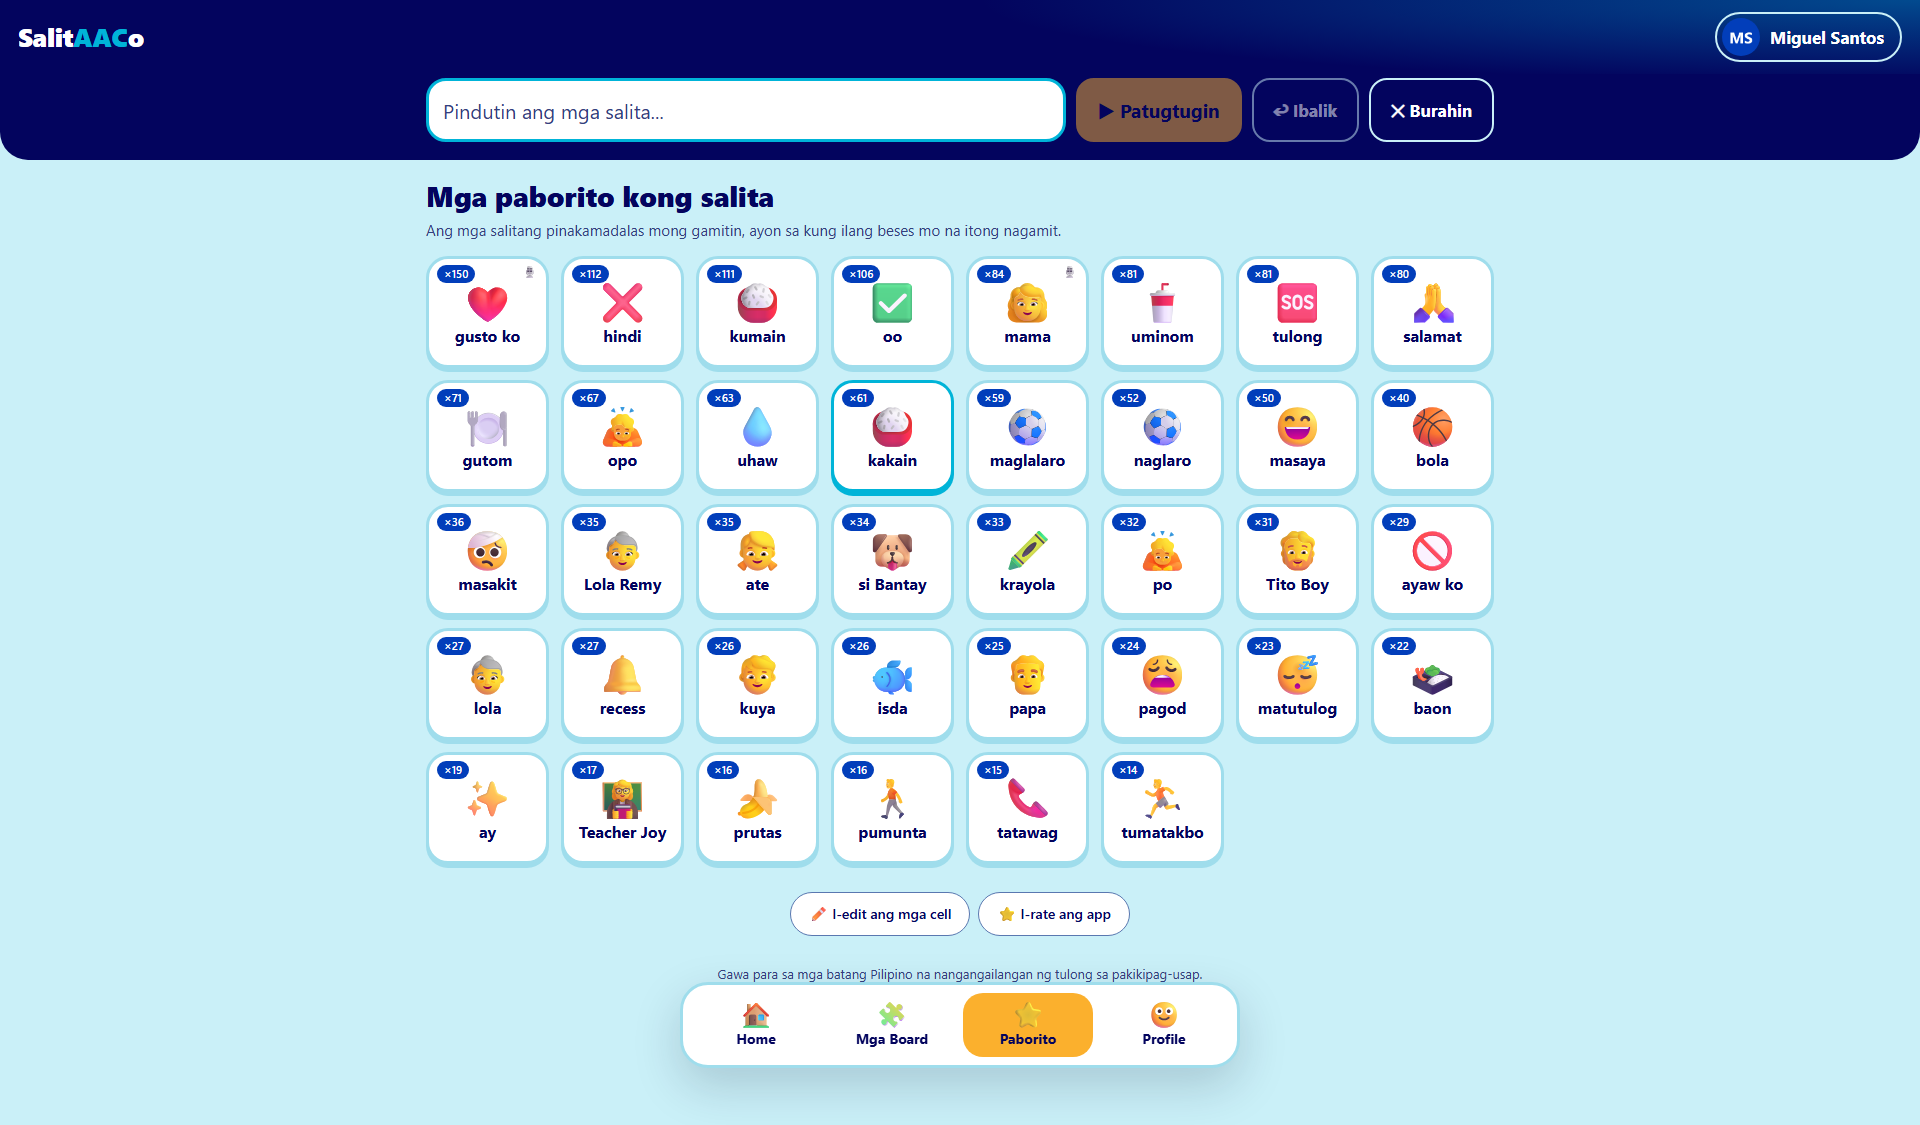 SalitAACo
MS Miguel Santos
Pindutin ang mga salita...
▶ Patugtugin
↩ Ibalik
✕ Burahin
Mga paborito kong salita
Ang mga salitang pinakamadalas mong gamitin, ayon sa kung ilang beses mo na itong nagamit.
×150 gusto ko
×112 hindi
×111 kumain
×106 oo
×84 mama
×81 uminom
×81 SOS tulong
×80 salamat
×71 gutom
×67 opo
×63 uhaw
×61 kakain
×59 maglalaro
×52 naglaro
×50 masaya
×40 bola
×36 masakit
×35 Lola Remy
×35 ate
×34 si Bantay
×33 krayola
×32 po
×31 Tito Boy
×29 ayaw ko
×27 lola
×27 recess
×26 kuya
×26 isda
×25 papa
×24 pagod
×23 matutulog
×22 baon
×19 ay
×17 Teacher Joy
×16 prutas
×16 pumunta
×15 tatawag
×14 tumatakbo
I-edit ang mga cell
I-rate ang app
Gawa para sa mga batang Pilipino na nangangailangan ng tulong sa pakikipag-usap.
Home
Mga Board
Paborito
Profile